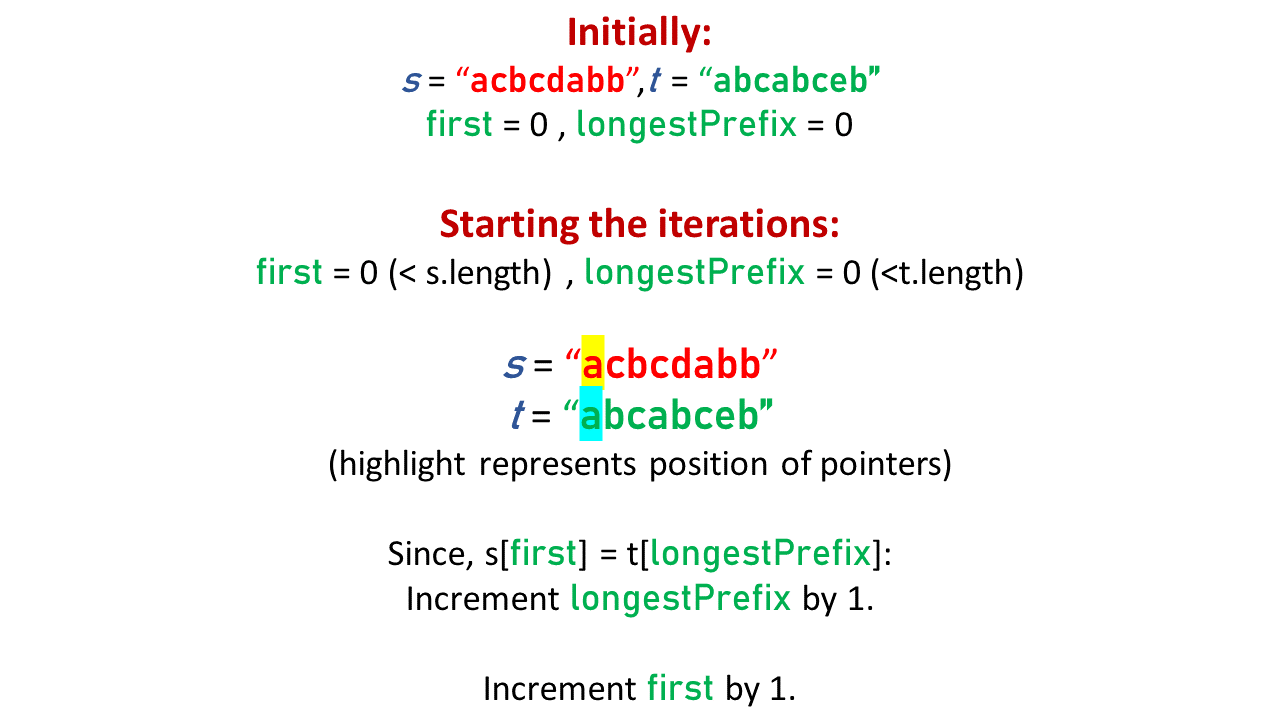 Initially:
s = “acbcdabb”,t = “abcabceb”
first = 0 , longestPrefix = 0
Starting the iterations:
first = 0 (< s.length) , longestPrefix = 0 (<t.length)
s = “acbcdabb”
t = “abcabceb”
(highlight represents position of pointers)
Since, s[first] = t[longestPrefix]:
Increment longestPrefix by 1.
Increment first by 1.